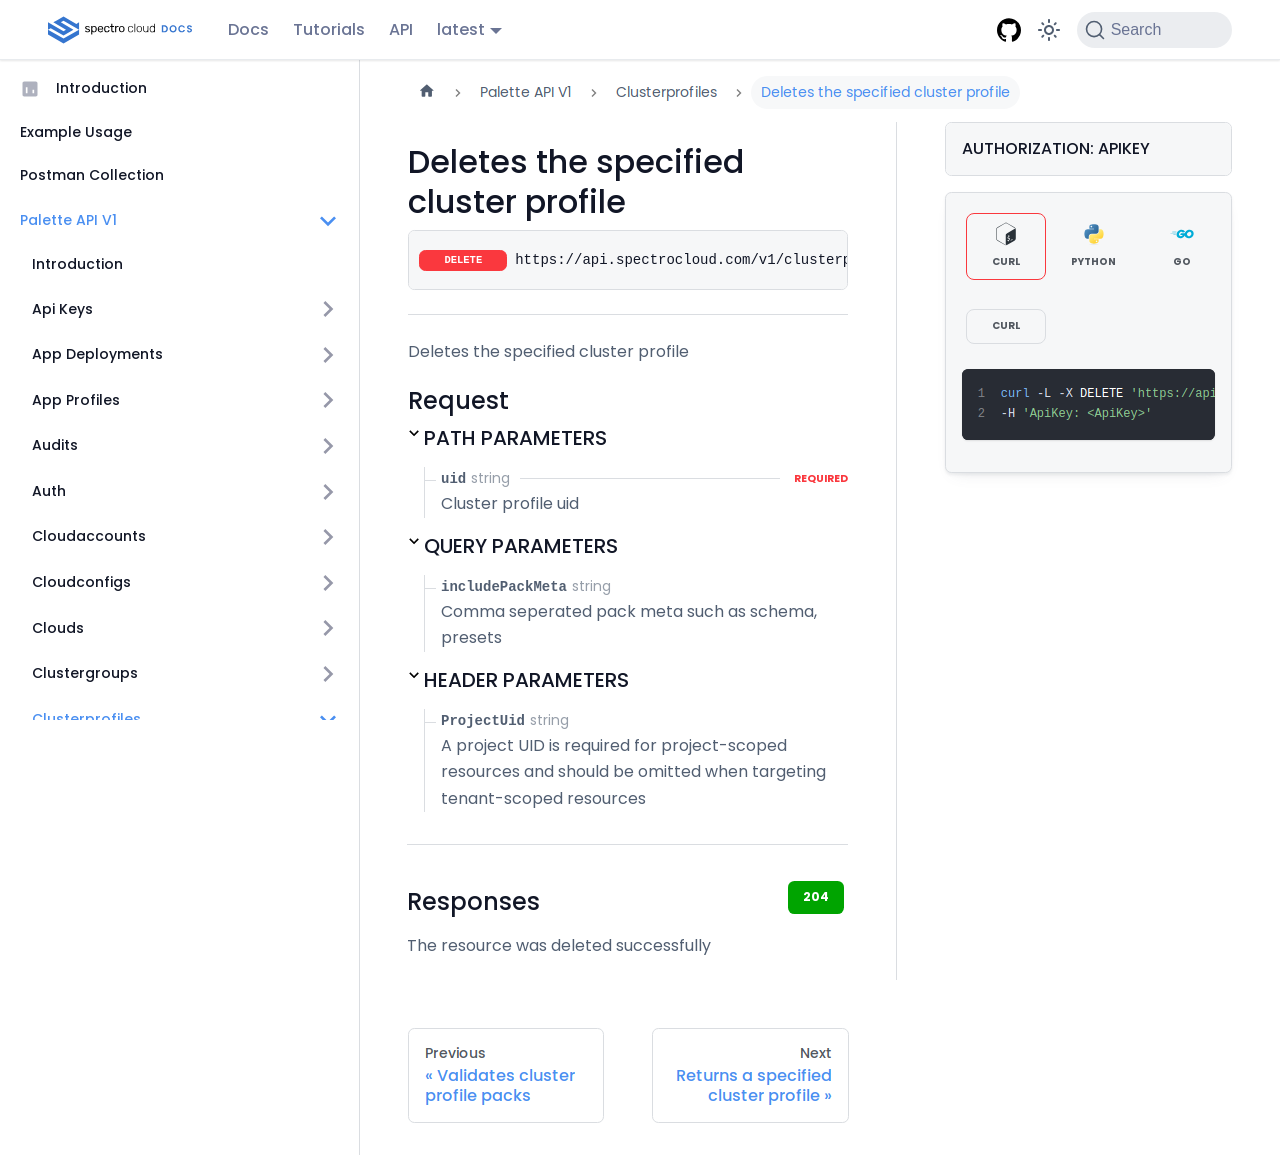 spectro cloud DOCS
Docs
Tutorials
API
latest
Search
Introduction
Example Usage
Postman Collection
Palette API V1
Introduction
Api Keys
App Deployments
App Profiles
Audits
Auth
Cloudaccounts
Cloudconfigs
Clouds
Clustergroups
Clusterprofiles
Palette API V1
Clusterprofiles
Deletes the specified cluster profile
Deletes the specified
cluster profile
DELETE https://api.spectrocloud.com/v1/clusterp
Deletes the specified cluster profile
Request
PATH PARAMETERS
uid string REQUIRED
Cluster profile uid
QUERY PARAMETERS
includePackMeta string
Comma seperated pack meta such as schema,
presets
HEADER PARAMETERS
ProjectUid string
A project UID is required for project-scoped
resources and should be omitted when targeting
tenant-scoped resources
Responses
204
The resource was deleted successfully
Previous
« Validates cluster
profile packs
Next
Returns a specified
cluster profile »
AUTHORIZATION: APIKEY
CURL
PYTHON
GO
CURL
1 curl -L -X DELETE 'https://api
2 -H 'ApiKey: <ApiKey>'